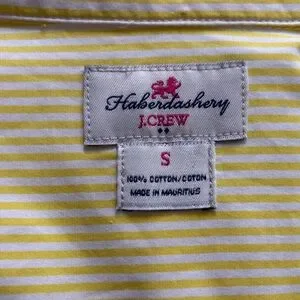 Haberdashery
J.CREW
S
100% COTTON/COTON
MADE IN MAURITIUS